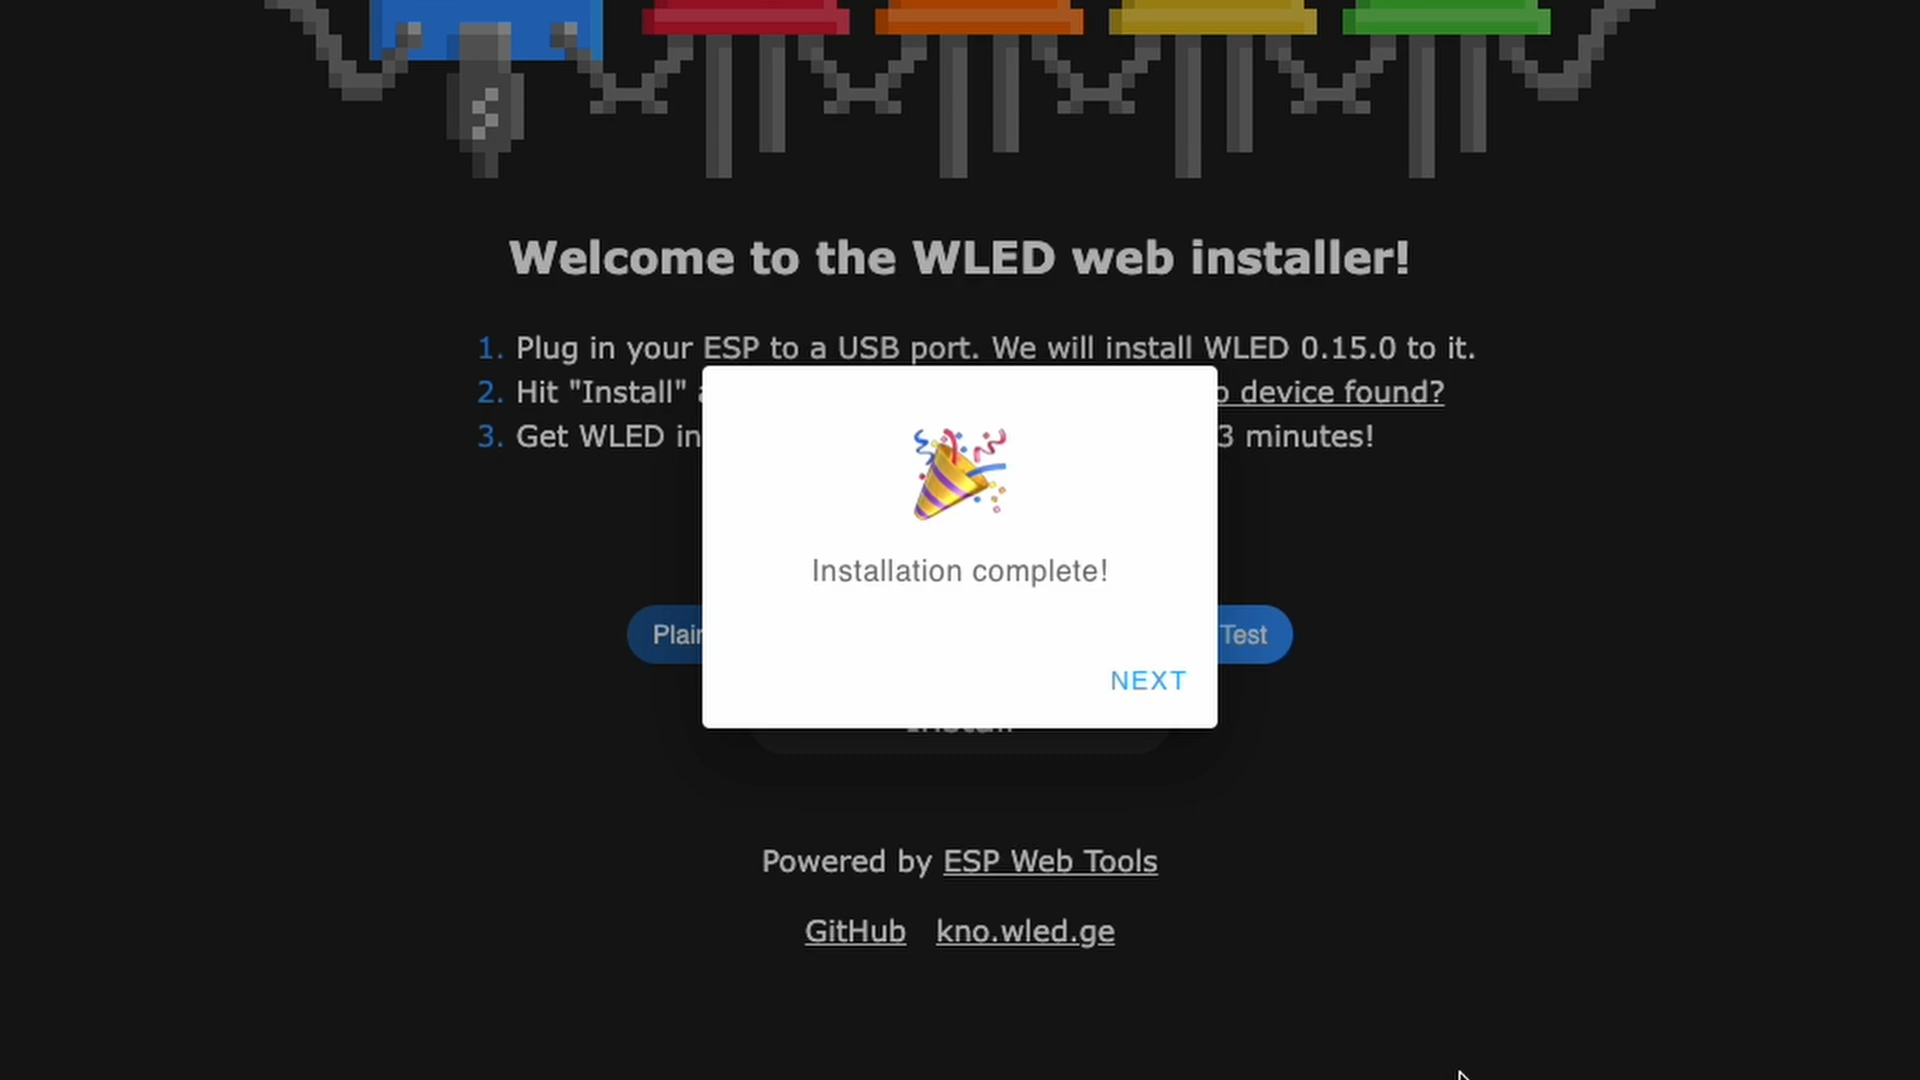 Welcome to the WLED web installer!
1. Plug in your ESP to a USB port. We will install WLED 0.15.0 to it.
2. Hit "Install" device found?
3. Get WLED in 3 minutes!
Installation complete!
Plain Test
NEXT
Install
Powered by ESP Web Tools
GitHub kno.wled.ge